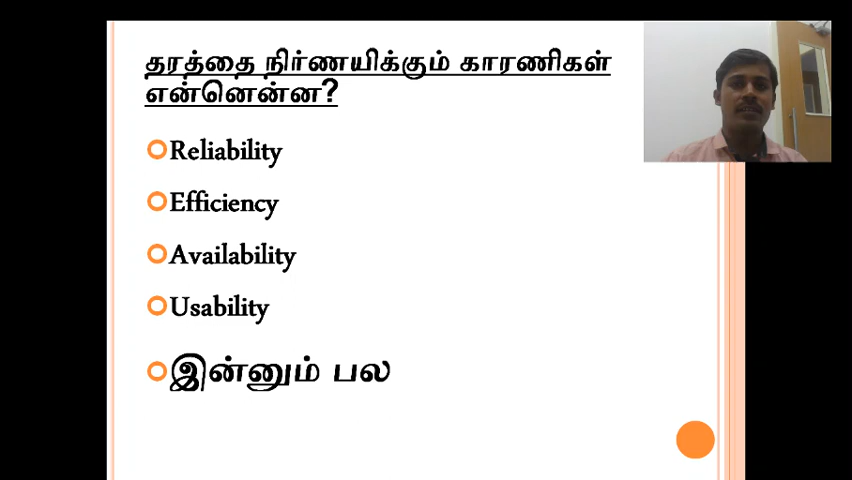 தரத்தை நிர்ணயிக்கும் காரணிகள்
என்னென்ன?
Reliability
Efficiency
Availability
Usability
இன்னும் பல